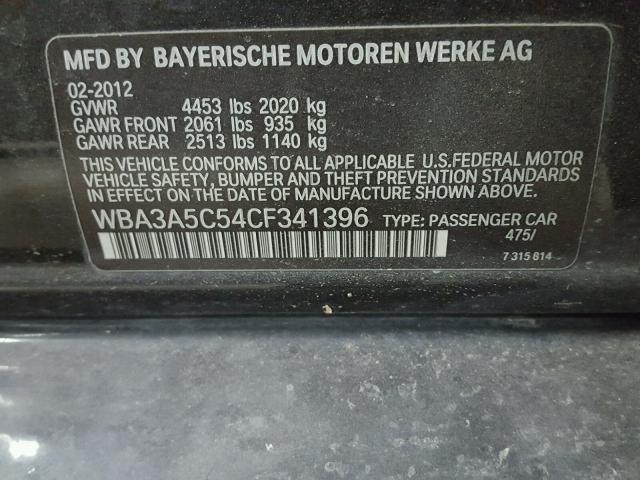 MFD BY BAYERISCHE MOTOREN WERKE AG
02-2012
GVWR 4453 lbs 2020 kg
GAWR FRONT 2061 lbs 935 kg
GAWR REAR 2513 lbs 1140 kg
THIS VEHICLE CONFORMS TO ALL APPLICABLE U.S.FEDERAL MOTOR
VEHICLE SAFETY, BUMPER AND THEFT PREVENTION STANDARDS
IN EFFECT ON THE DATE OF MANUFACTURE SHOWN ABOVE.
WBA3A5C54CF341396 TYPE: PASSENGER CAR
475/
7 315 814